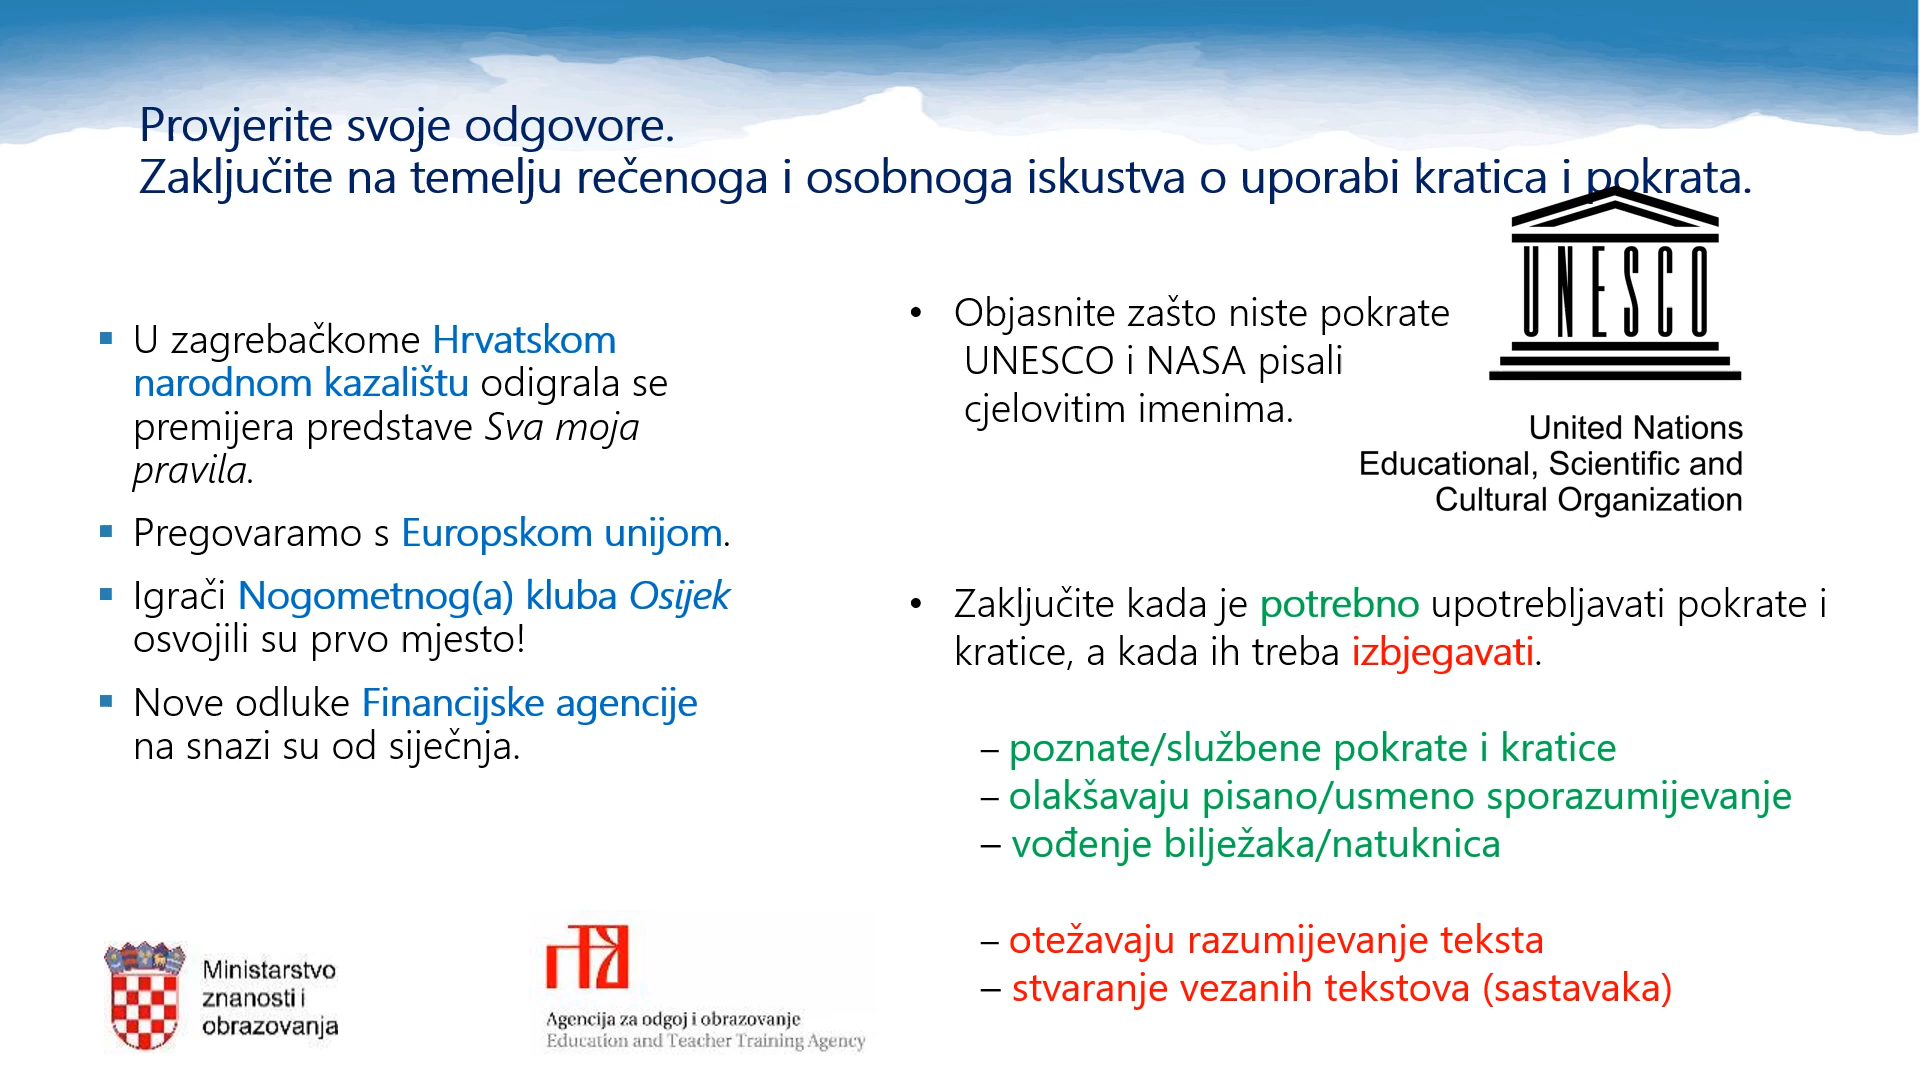 Provjerite svoje odgovore.
Zaključite na temelju rečenoga i osobnoga iskustva o uporabi kratica i pokrata.
▪ U zagrebačkome Hrvatskom
narodnom kazalištu odigrala se
premijera predstave Sva moja
pravila.
▪ Pregovaramo s Europskom unijom.
▪ Igrači Nogometnog(a) kluba Osijek
osvojili su prvo mjesto!
▪ Nove odluke Financijske agencije
na snazi su od siječnja.
• Objasnite zašto niste pokrate
UNESCO i NASA pisali
cjelovitim imenima.
UNESCO
United Nations
Educational, Scientific and
Cultural Organization
• Zaključite kada je potrebno upotrebljavati pokrate i
kratice, a kada ih treba izbjegavati.
– poznate/službene pokrate i kratice
– olakšavaju pisano/usmeno sporazumijevanje
– vođenje bilježaka/natuknica
– otežavaju razumijevanje teksta
– stvaranje vezanih tekstova (sastavaka)
Ministarstvo
znanosti i
obrazovanja
Agencija za odgoj i obrazovanje
Education and Teacher Training Agency